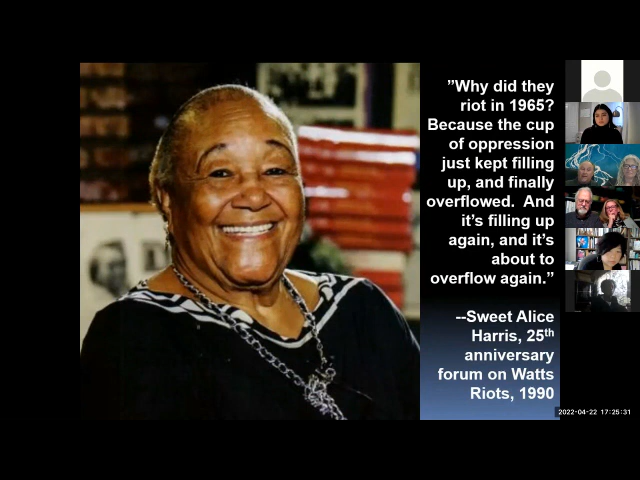 ”Why did they
riot in 1965?
Because the cup
of oppression
just kept filling
up, and finally
overflowed.  And
it’s filling up
again, and it’s
about to
overflow again.”
--Sweet Alice
Harris, 25th
anniversary
forum on Watts
Riots, 1990
2022-04-22 17:25:31